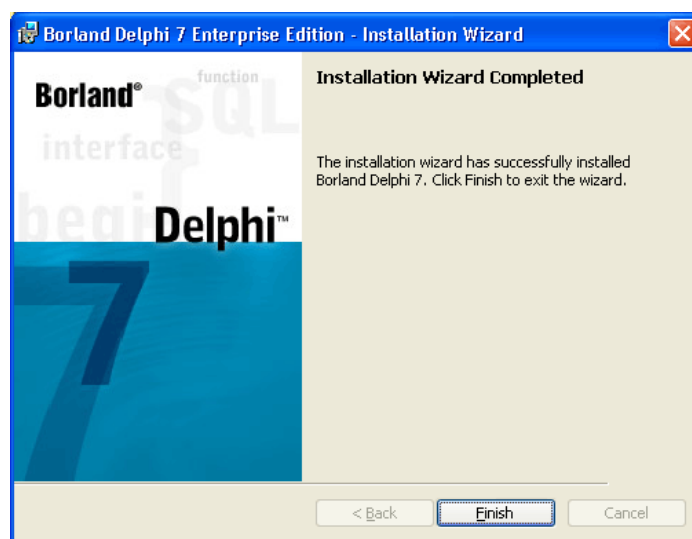 Borland Delphi 7 Enterprise Edition - Installation Wizard
Borland®
function
SQL
interface
begin
Delphi™
7
7
Installation Wizard Completed
The installation wizard has successfully installed
Borland Delphi 7. Click Finish to exit the wizard.
< Back
Finish
Cancel